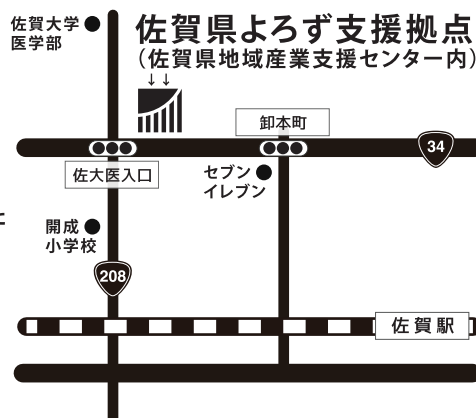 佐賀大学
医学部
佐賀県よろず支援拠点
(佐賀県地域産業支援センター内)
↓↓
卸本町
34
佐大医入口
セブン
イレブン
開成
小学校
208
佐賀駅